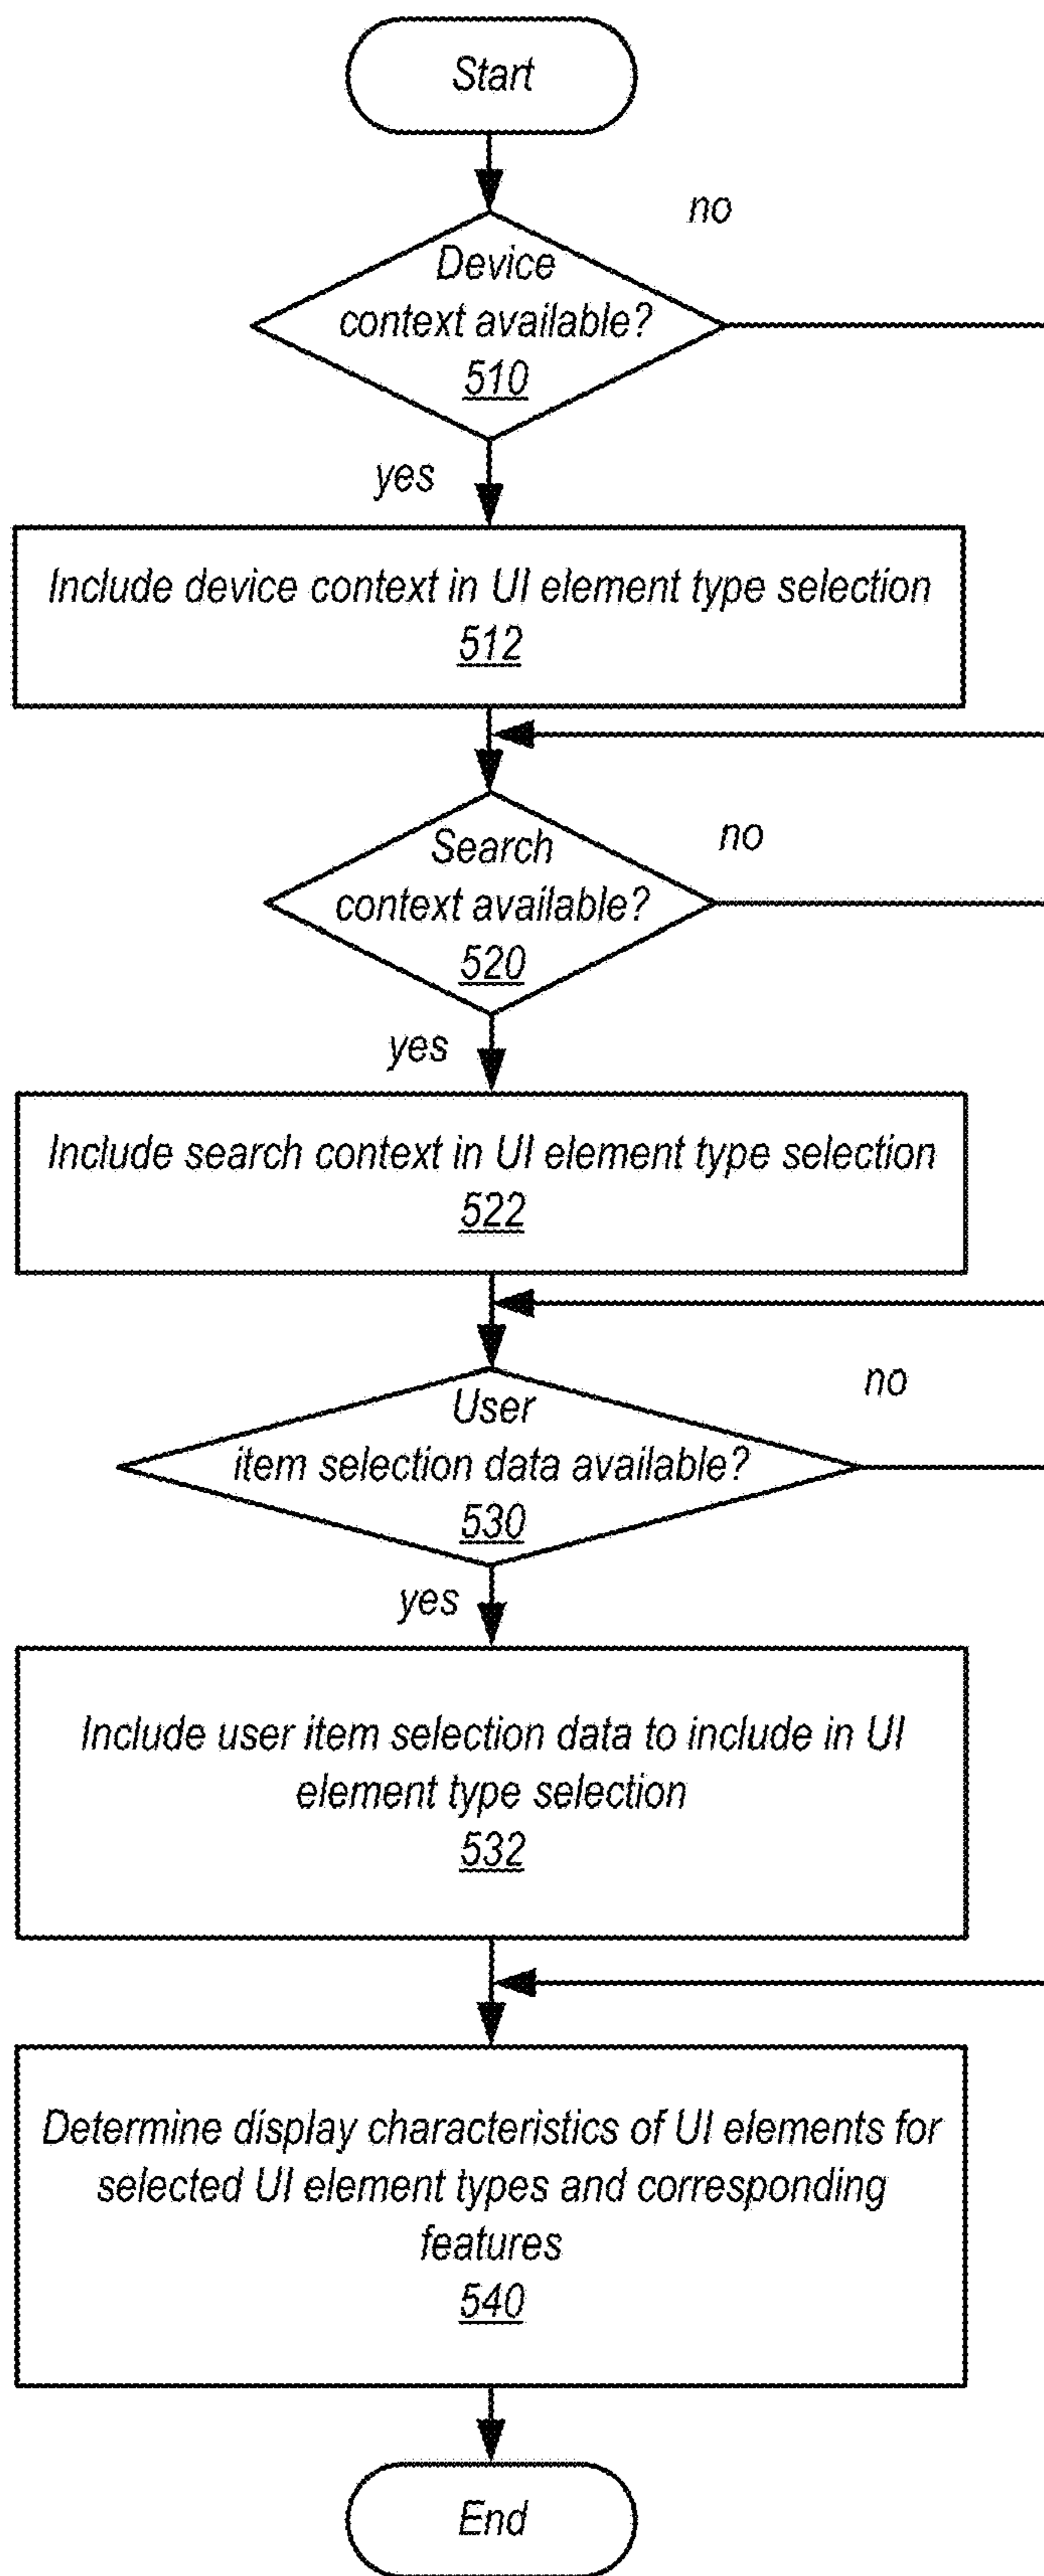 Start
no
Device
context available?
510
yes
Include device context in UI element type selection
512
Search
no
context available?
520
yes
Include search context in UI element type selection
522
no
User
item selection data available?
530
yes
Include user item selection data to include in UI
element type selection
532
Determine display characteristics of UI elements for
selected UI element types and corresponding
features
540
End